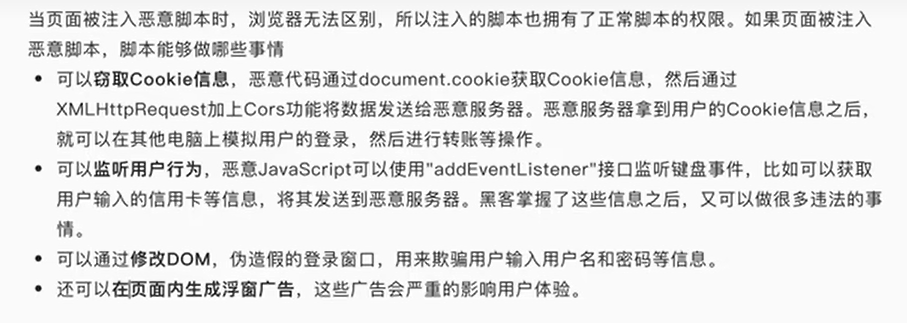 当页面被注入恶意脚本时，浏览器无法区别，所以注入的脚本也拥有了正常脚本的权限。如果页面被注入
恶意脚本，脚本能够做哪些事情
• 可以窃取Cookie信息，恶意代码通过document.cookie获取Cookie信息，然后通过
XMLHttpRequest加上Cors功能将数据发送给恶意服务器。恶意服务器拿到用户的Cookie信息之后，
就可以在其他电脑上模拟用户的登录，然后进行转账等操作。
• 可以监听用户行为，恶意JavaScript可以使用"addEventListener"接口监听键盘事件，比如可以获取
用户输入的信用卡等信息，将其发送到恶意服务器。黑客掌握了这些信息之后，又可以做很多违法的事
情。
• 可以通过修改DOM，伪造假的登录窗口，用来欺骗用户输入用户名和密码等信息。
• 还可以在页面内生成浮窗广告，这些广告会严重的影响用户体验。